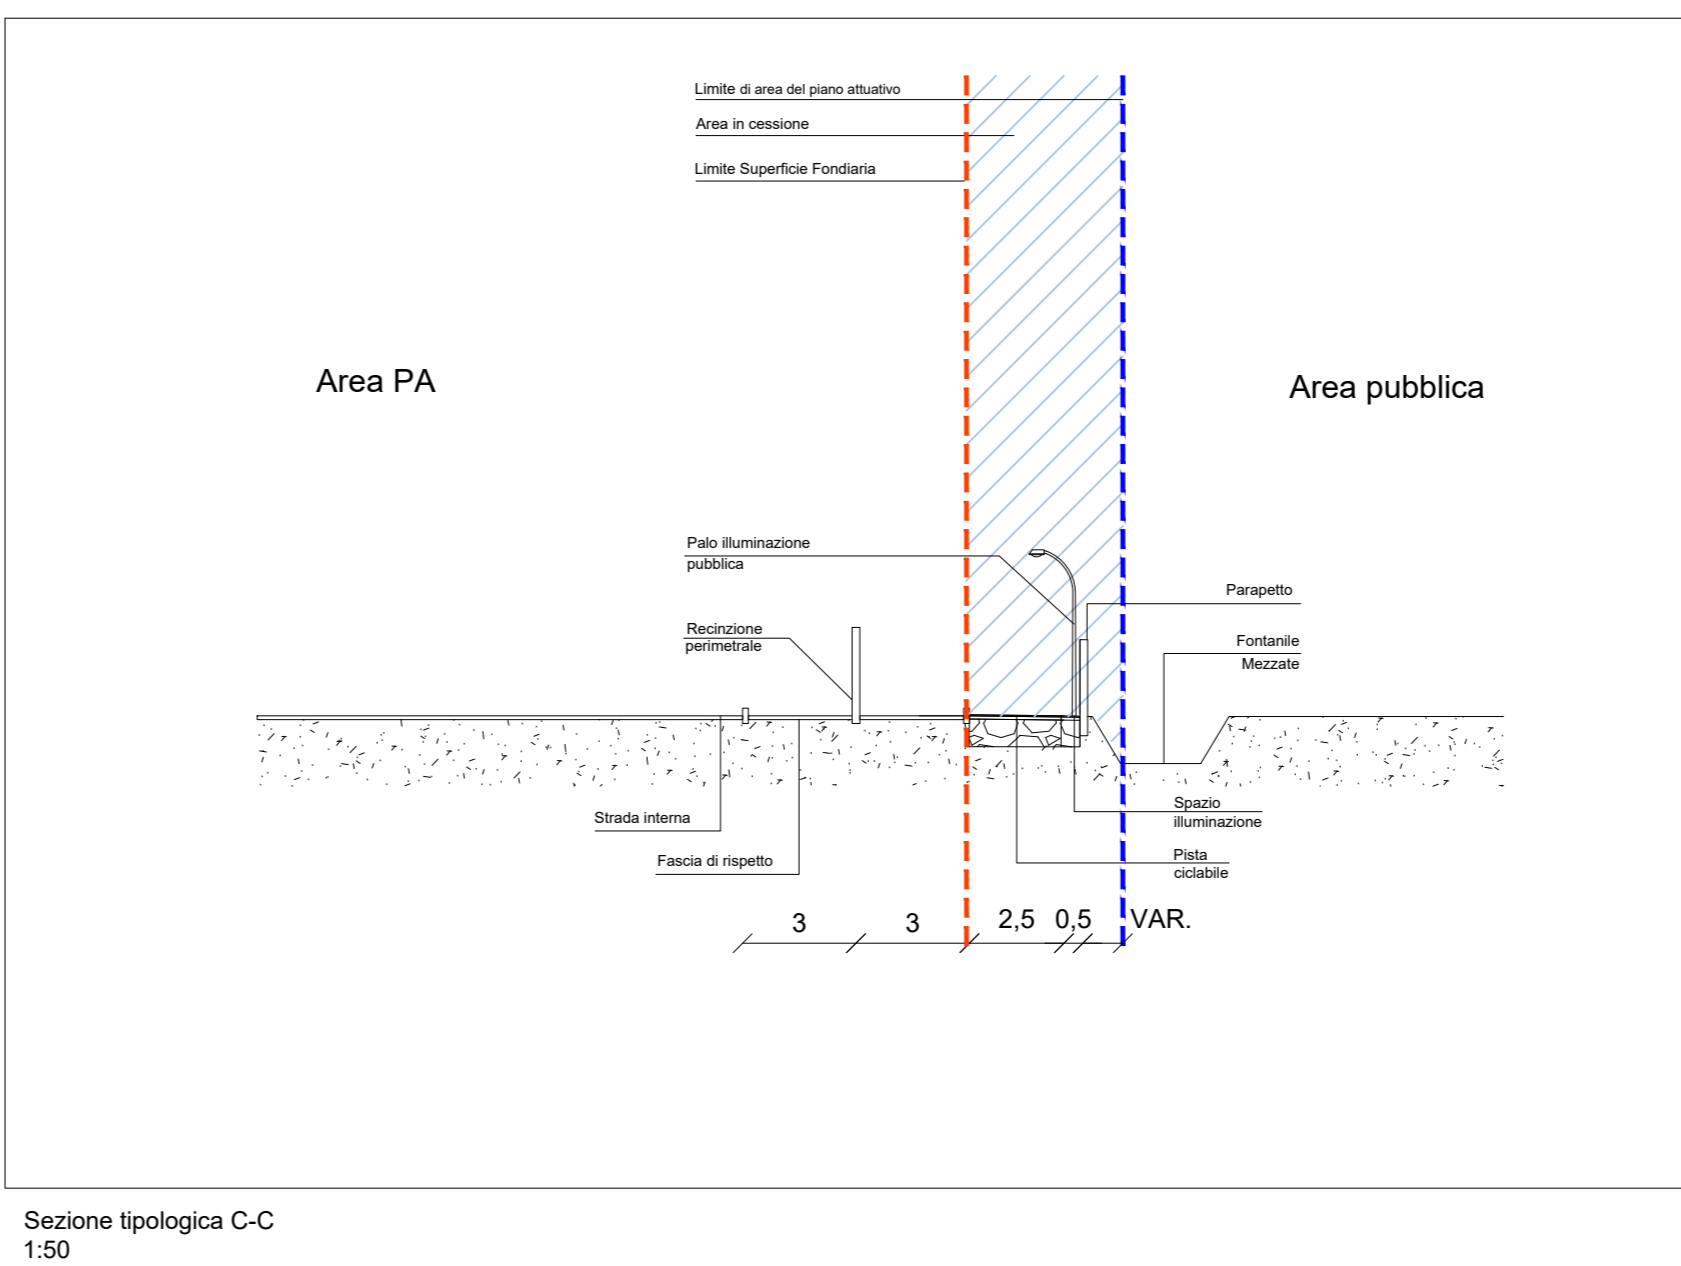 Limite di area del piano attuativo
Area in cessione
Limite Superficie Fondiaria
Area PA
Area pubblica
Palo illuminazione
pubblica
Parapetto
Recinzione
perimetrale
Fontanile
Mezzate
Strada interna
Spazio
illuminazione
Fascia di rispetto
Pista
ciclabile
3 3 2,5 0,5 VAR.
Sezione tipologica C-C
1:50